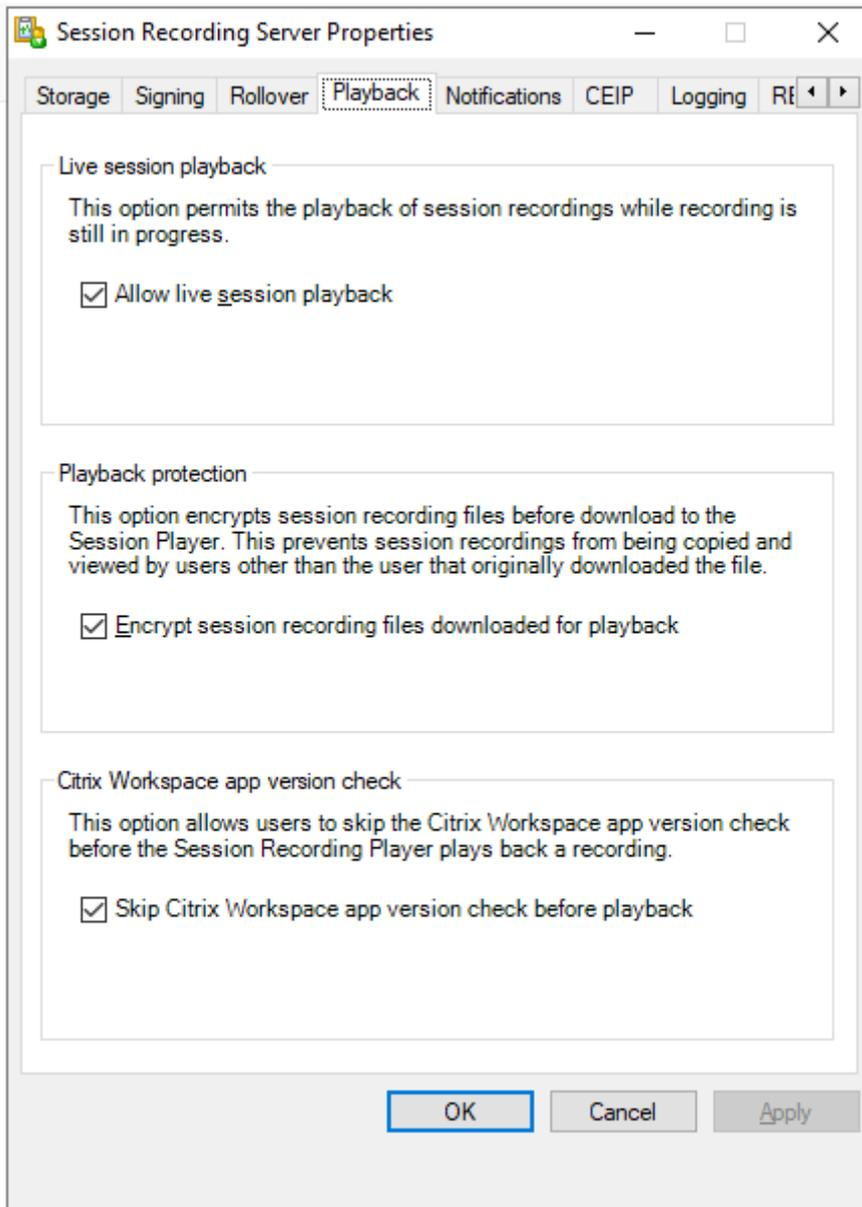 Session Recording Server Properties
Storage Signing Rollover Playback Notifications CEIP Logging
Live session playback
This option permits the playback of session recordings while recording is
still in progress.
Allow live session playback
Playback protection
This option encrypts session recording files before download to the
Session Player. This prevents session recordings from being copied and
viewed by users other than the user that originally downloaded the file.
Encrypt session recording files downloaded for playback
Citrix Workspace app version check
This option allows users to skip the Citrix Workspace app version check
before the Session Recording Player plays back a recording.
Skip Citrix Workspace app version check before playback
OK Cancel Apply